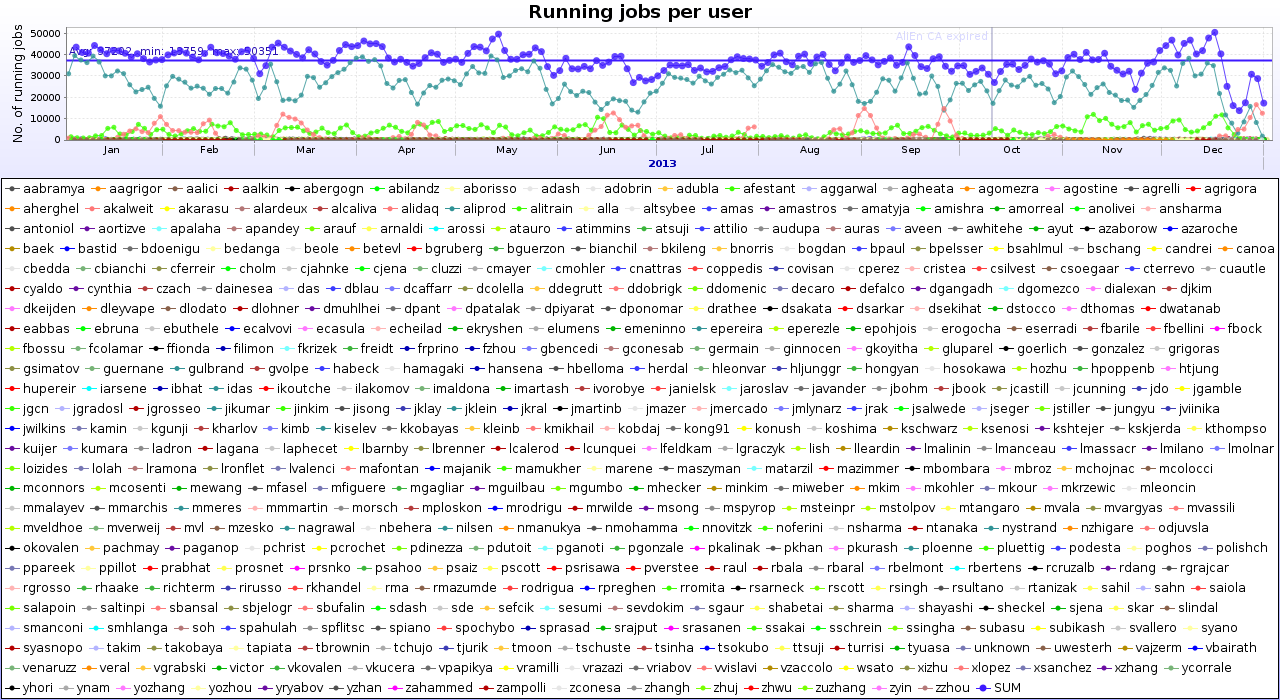 Running jobs per user
No. of running jobs
50000
40000
30000
20000
10000
0
AliEn CA expired
Jan Feb Mar Apr May Jun Jul Aug Sep Oct Nov Dec
2013
aabramya aagrigor aalici aalkin abergogn abilandz aborisso adash adobrin adubla afestant aggarwal agheata agomezra agostine agrelli agrigora
aherghel akalweit akarasu alardeux alcaliva alidaq aliprod alitrain alla altsybee amas amastros amatyja amishra amorreal anolivei ansharma
antoniol aortizve apalaha apandey arauf arnaldi arossi atauro atimmins atsuji attilio audupa auras aveen awhitehe ayut azaborow azaroche
baek bastid bdoenigu bedanga beole betevl bgruberg bguerzon bianchil bkileng bnorris bogdan bpaul bpelsser bsahlmul bschang candrei canoa
cbedda cbianchi cferreir cholm cjahnke cjena cluzzi cmayer cmohler cnattras coppedis covisan cperez cristea csilvest csoegaar cterrevo cuautle
cyaldo cynthia czach dainesea das dblau dcaffarr dcolella ddegrutt ddobrigk ddomenic decaro defalco dgangadh dgomezco dialexan djkim
dkeijden dleyvape dlodato dlohner dmuhlhei dpant dpatalak dpiyarat dponomar drathee dsakata dsarkar dsekihat dstocco dthomas dwatanab
eabbas ebruna ebuthele ecalvovi ecasula echeilad ekryshen elumens emeninno epereira eperezle epohjois erogocha eserradi fbarile fbellini fbock
fbossu fcolamar ffionda filimon fkrizek freidt frprino fzhou gbencedi gconesab germain ginnocen gkoyitha gluparel goerlich gonzalez grigoras
gsimatov guernane gulbrand gvolpe habeck hamagaki hansena hbelloma herdal hleonvar hljunggr hongyan hosokawa hozhu hpoppenb htjung
hupereir iarsene ibhat idas ikoutche ilakomov imaldona imartash ivorobye janielsk jaroslav javander jbohm jbook jcastill jcunning jdo jgamble
jgcn jgradosl jgrosseo jikumar jinkim jisong jklay jklein jkral jmartinb jmazer jmercado jmlynarz jrak jsalwede jseger jstiller jungyu jviinika
jwilkins kamin kgunji kharlov kimb kiselev kkobayas kleinb kmikhail kobdaj kong91 konush koshima kschwarz ksenosi kshtejer kskjerda kthompso
kuijer kumara ladron lagana laphecet lbarnby lbrenner lcalerod lcunquei lfeldkam lgraczyk lish lleardin lmalinin lmanceau lmassacr lmilano lmolnar
loizides lolah lramona lronflet lvalenci mafontan majanik mamukher marene maszyman matarzil mazimmer mbombara mbroz mchojnac mcolocci
mconnors mcosenti mewang mfasel mfiguere mgagliar mguilbau mgumbo mhecker minkim miweber mkim mkohler mkour mkrzewic mleoncin
mmalayev mmarchis mmeres mmmartin morsch mploskon mrodrigu mrwilde msong mspyrop msteinpr mstolpov mtangaro mvala mvargyas mvassili
mveldhoe mverweij mvl mzesko nagrawal nbehera nilsen nmanukya nmohamma nnovitzk noferini nsharma ntanaka nystrand nzhigare odjuvsla
okovalen pachmay paganop pchrist pcrochet pdinezza pdutoit pganoti pgonzale pkalinak pkhan pkurash ploenne pluettig podesta poghos polishch
ppareek ppillot prabhat prosnet prsnko psahoo psaiz pscott psrisawa pverstee raul rbala rbaral rbelmont rbertens rcruzalb rdang rgrajcar
rgrosso rhaake richterm rirusso rkhandel rma rmazumde rodrigua rpreghen rromita rsarneck rscott rsingh rsultano rtanizak sahil sahn saiola
salapoin saltinpi sbansal sbjelogr sbufalin sdash sde sefcik sesumi sevdokim sgaur shabetai sharma shayashi sheckel sjena skar slindal
smanconi smhlanga soh spahulah spflitsc spiano spochybo sprasad srajput srasanen ssakai sschrein ssingha subasu subikash svallero syano
syasnopo takim takobaya tapiata tbrownin tchujo tjurik tmoon tschuste tsinha tsokubo ttsuji turrisi tyuasa unknown uwesterh vajzerm vbairath
venaruzz veral vgrabski victor vkovalen vkucera vpapikya vramilli vrazazi vriabov vvislavi vzaccolo wsato xizhu xlopez xsanchez xzhang ycorrale
yhori ynam yozhang yozhou yryabov yzhan zahammed zampolli zconesa zhangh zhuj zhwu zuzhang zyin zzhou SUM